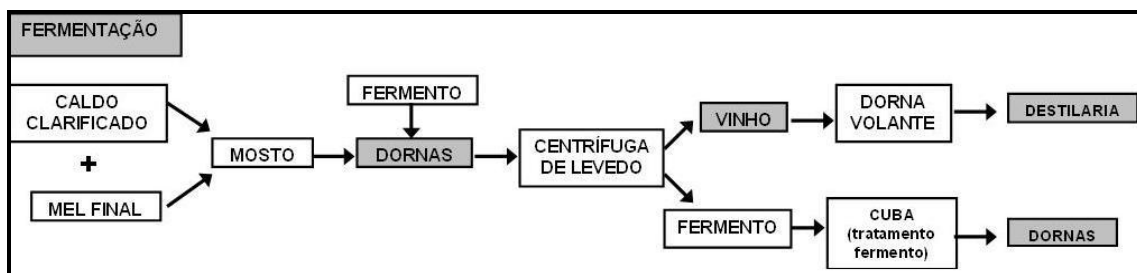 FERMENTAÇÃO
CALDO
CLARIFICADO
+
MEL FINAL
MOSTO
FERMENTO
DORNAS
CENTRÍFUGA
DE LEVEDO
VINHO
DORNA
VOLANTE
DESTILARIA
FERMENTO
CUBA
(tratamento
fermento)
DORNAS